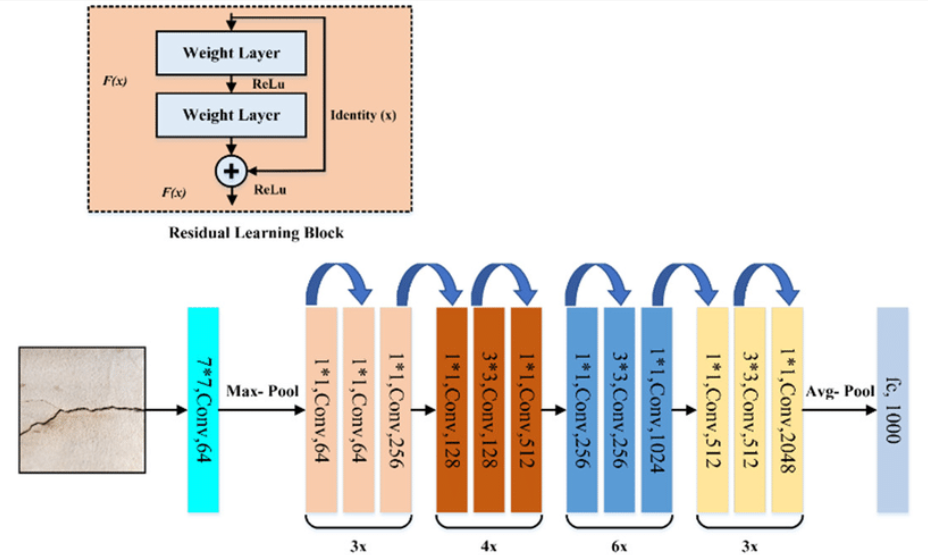 Weight Layer
F(x)
ReLu
Weight Layer
Identity (x)
+
F(x)
ReLu
Residual Learning Block
7*7,Conv,64
Max- Pool
1*1,Conv,64
1*1,Conv,64
1*1,Conv,256
1*1,Conv,128
3*3,Conv,128
1*1,Conv,512
1*1,Conv,256
3*3,Conv,256
1*1,Conv,1024
1*1,Conv,512
3*3,Conv,512
1*1,Conv,2048
Avg- Pool
fc, 1000
3x
4x
6x
3x